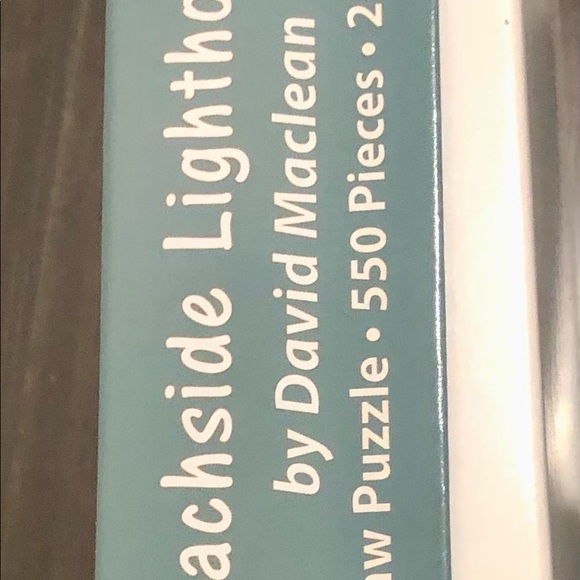 achside Lightho
by David Maclean
aw Puzzle • 550 Pieces • 2